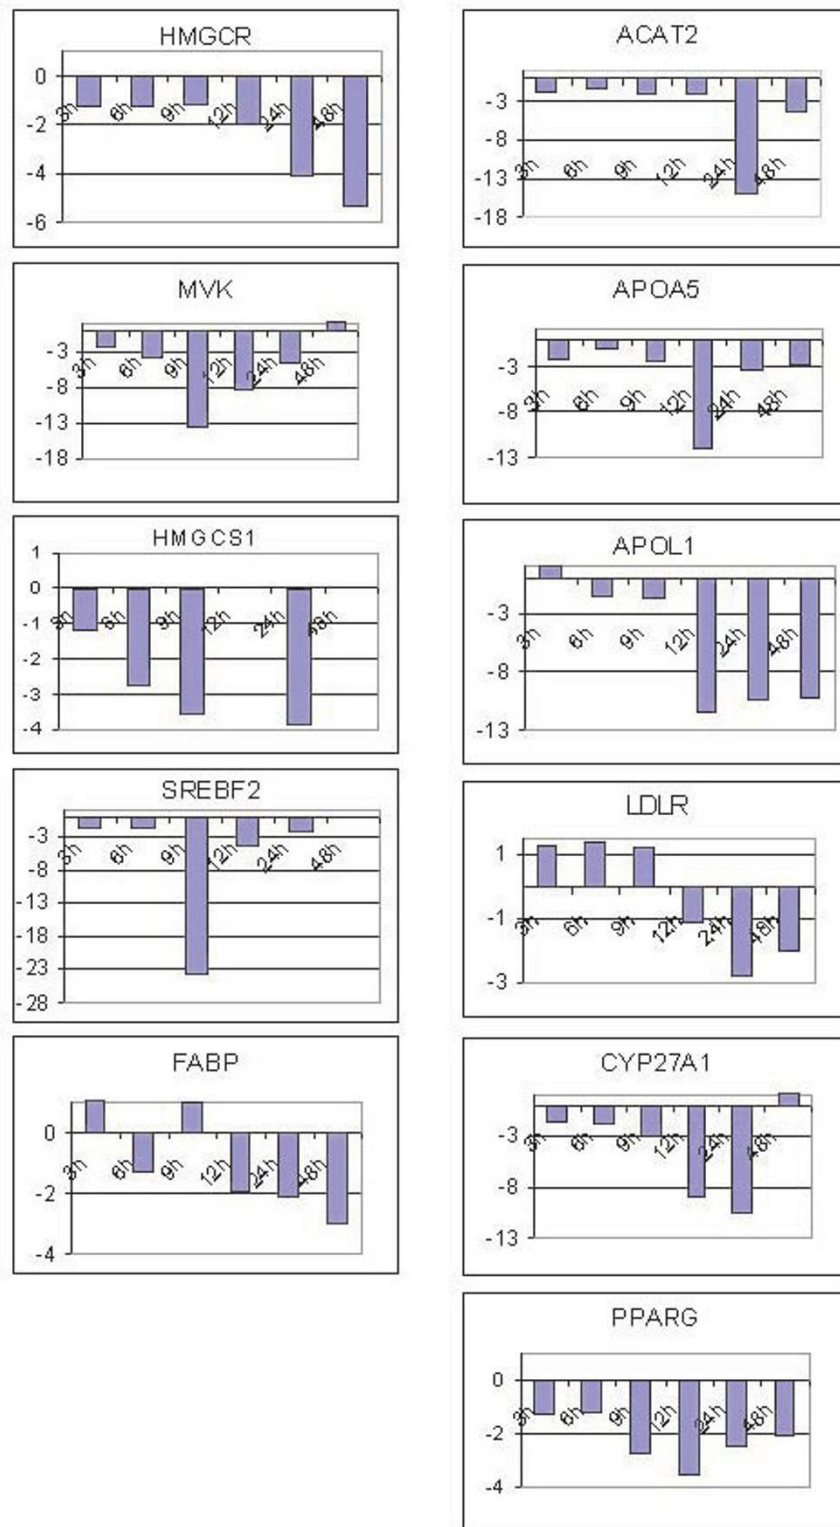 HMGCR
0
-2
-4
-6
3h 6h 9h 12h 24h 48h
MVK
-3
-8
-13
-18
3h 6h 9h 12h 24h 48h
HMGCS1
1
0
-1
-2
-3
-4
3h 6h 9h 12h 24h 48h
SREBF2
-3
-8
-13
-18
-23
-28
3h 6h 9h 12h 24h 48h
FABP
0
-2
-4
3h 6h 9h 12h 24h 48h
ACAT2
-3
-8
-13
-18
3h 6h 9h 12h 24h 48h
APOA5
-3
-8
-13
3h 6h 9h 12h 24h 48h
APOL1
-3
-8
-13
3h 6h 9h 12h 24h 48h
LDLR
1
-1
-3
3h 6h 9h 12h 24h 48h
CYP27A1
-3
-8
-13
3h 6h 9h 12h 24h 48h
PPARG
0
-2
-4
3h 6h 9h 12h 24h 48h